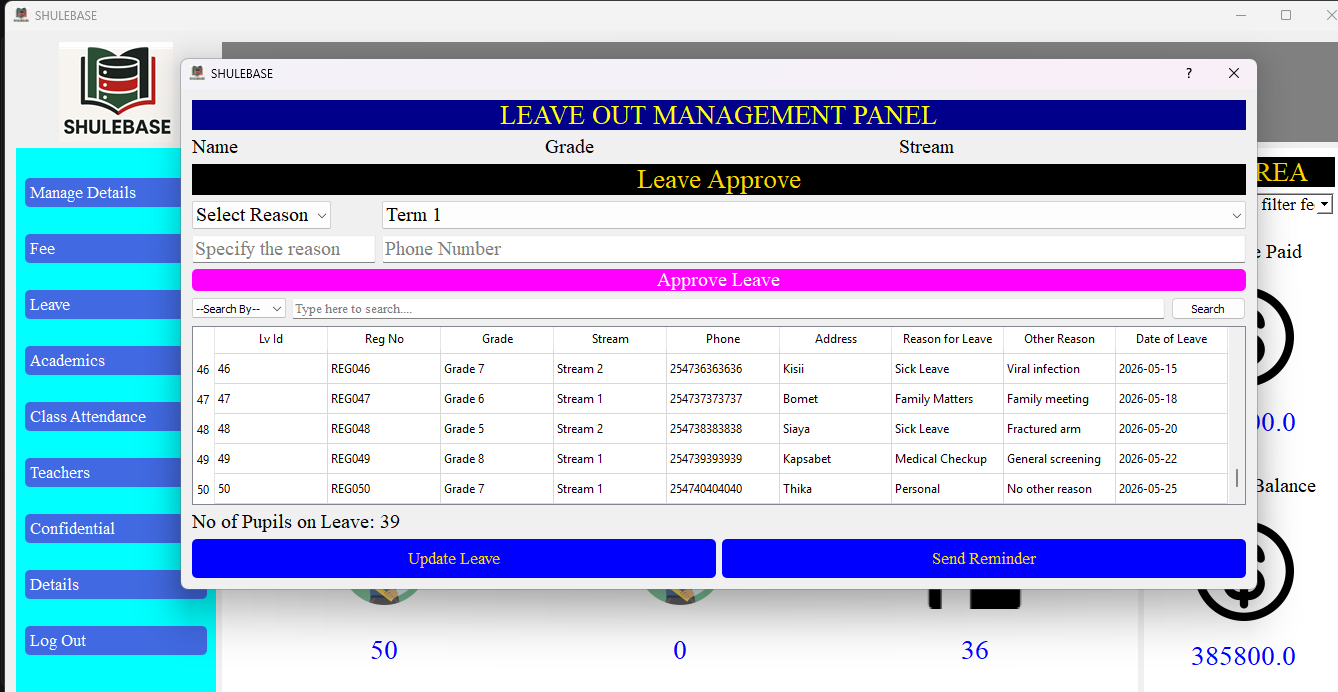 SHULEBASE
SHULEBASE
SHULEBASE
?
LEAVE OUT MANAGEMENT PANEL
Name Grade Stream
Leave Approve
Select Reason Term 1
Specify the reason Phone Number
Approve Leave
--Search By-- Type here to search.... Search
Lv Id Reg No Grade Stream Phone Address Reason for Leave Other Reason Date of Leave
46 46 REG046 Grade 7 Stream 2 254736363636 Kisii Sick Leave Viral infection 2026-05-15
47 47 REG047 Grade 6 Stream 1 254737373737 Bomet Family Matters Family meeting 2026-05-18
48 48 REG048 Grade 5 Stream 2 254738383838 Siaya Sick Leave Fractured arm 2026-05-20
49 49 REG049 Grade 8 Stream 1 254739393939 Kapsabet Medical Checkup General screening 2026-05-22
50 50 REG050 Grade 7 Stream 1 254740404040 Thika Personal No other reason 2026-05-25
No of Pupils on Leave: 39
Update Leave Send Reminder
Manage Details
Fee
Leave
Academics
Class Attendance
Teachers
Confidential
Details
Log Out
REA
filter fe
Paid
00.0
Balance
50 0 36 385800.0